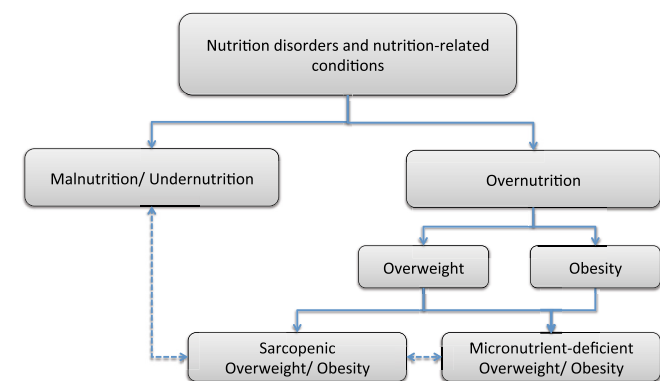 Nutrition disorders and nutrition-related
conditions
Malnutrition/ Undernutrition
Overnutrition
Overweight
Obesity
Sarcopenic
Overweight/ Obesity
Micronutrient-deficient
Overweight/ Obesity